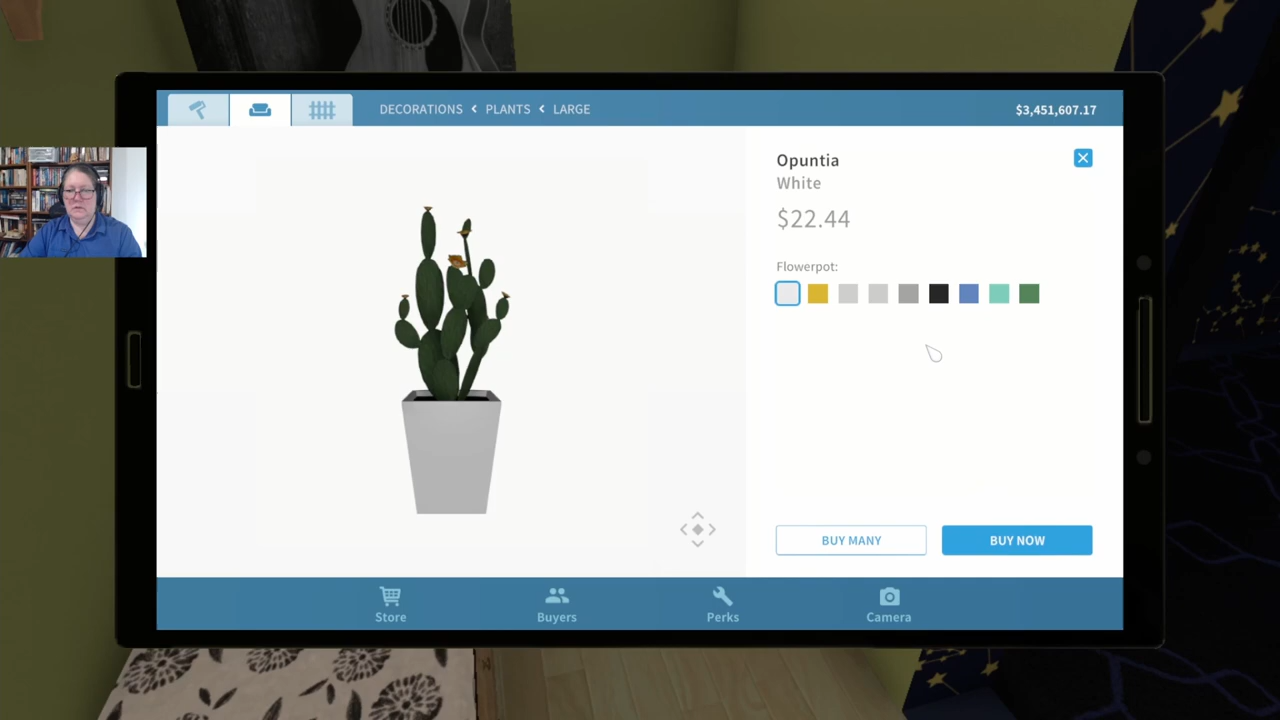 DECORATIONS < PLANTS < LARGE
$3,451,607.17
Opuntia
White
$22.44
Flowerpot:
BUY MANY
BUY NOW
Store
Buyers
Perks
Camera